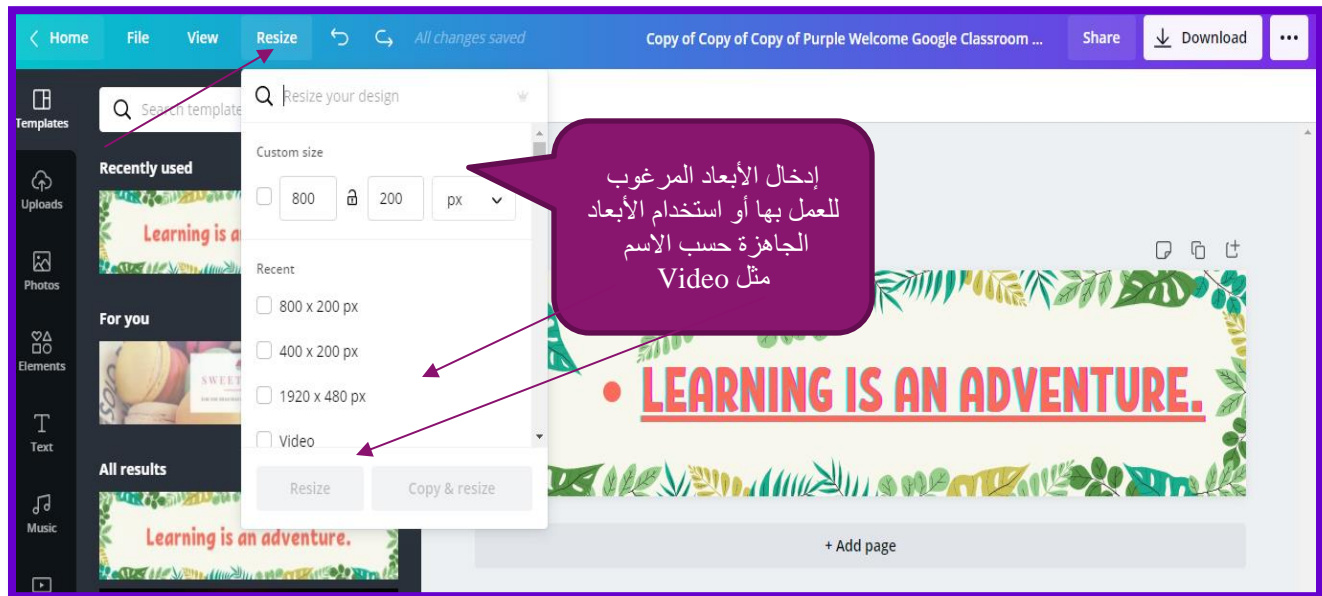 Home File View Resize All changes saved Copy of Copy of Copy of Purple Welcome Google Classroom ... Share Download
Templates
Uploads
Photos
Elements
Text
Music
Search template
Recently used
Learning is a
For you
SWEET
All results
Learning is an adventure.
Resize your design
Custom size
800 200 px
Recent
800 x 200 px
400 x 200 px
1920 x 480 px
Video
Resize Copy & resize
إدخال الأبعاد المرغوب
للعمل بها أو استخدام الأبعاد
الجاهزة حسب الاسم
مثل Video
• LEARNING IS AN ADVENTURE.
+ Add page